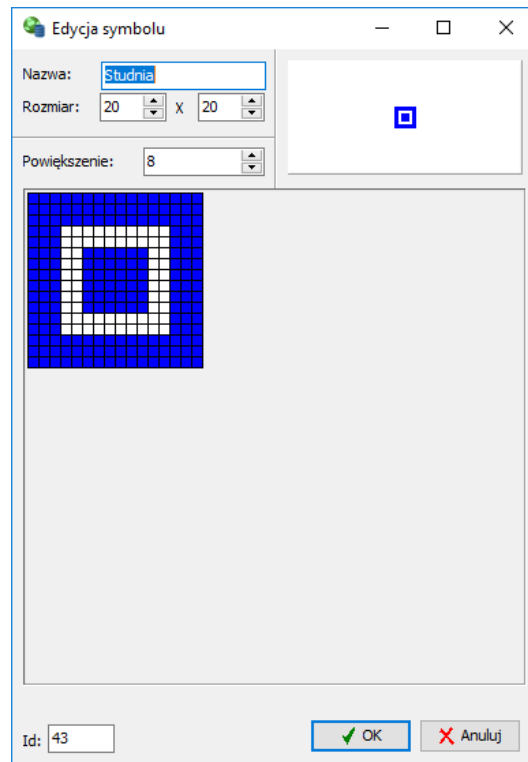 Edycja symbolu
Nazwa: Studnia
Rozmiar: 20 X 20
Powiększenie: 8
Id: 43
OK
Anuluj